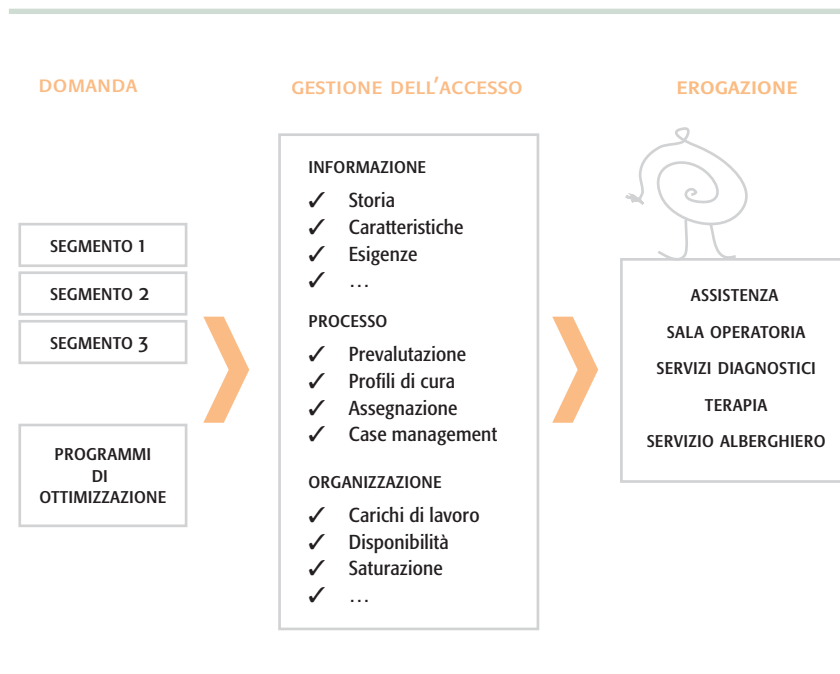 DOMANDA
SEGMENTO 1
SEGMENTO 2
SEGMENTO 3
PROGRAMMI
DI
OTTIMIZZAZIONE
GESTIONE DELL'ACCESSO
INFORMAZIONE
✓ Storia
✓ Caratteristiche
✓ Esigenze
✓ …
PROCESSO
✓ Prevalutazione
✓ Profili di cura
✓ Assegnazione
✓ Case management
ORGANIZZAZIONE
✓ Carichi di lavoro
✓ Disponibilità
✓ Saturazione
✓ …
EROGAZIONE
ASSISTENZA
SALA OPERATORIA
SERVIZI DIAGNOSTICI
TERAPIA
SERVIZIO ALBERGHIERO